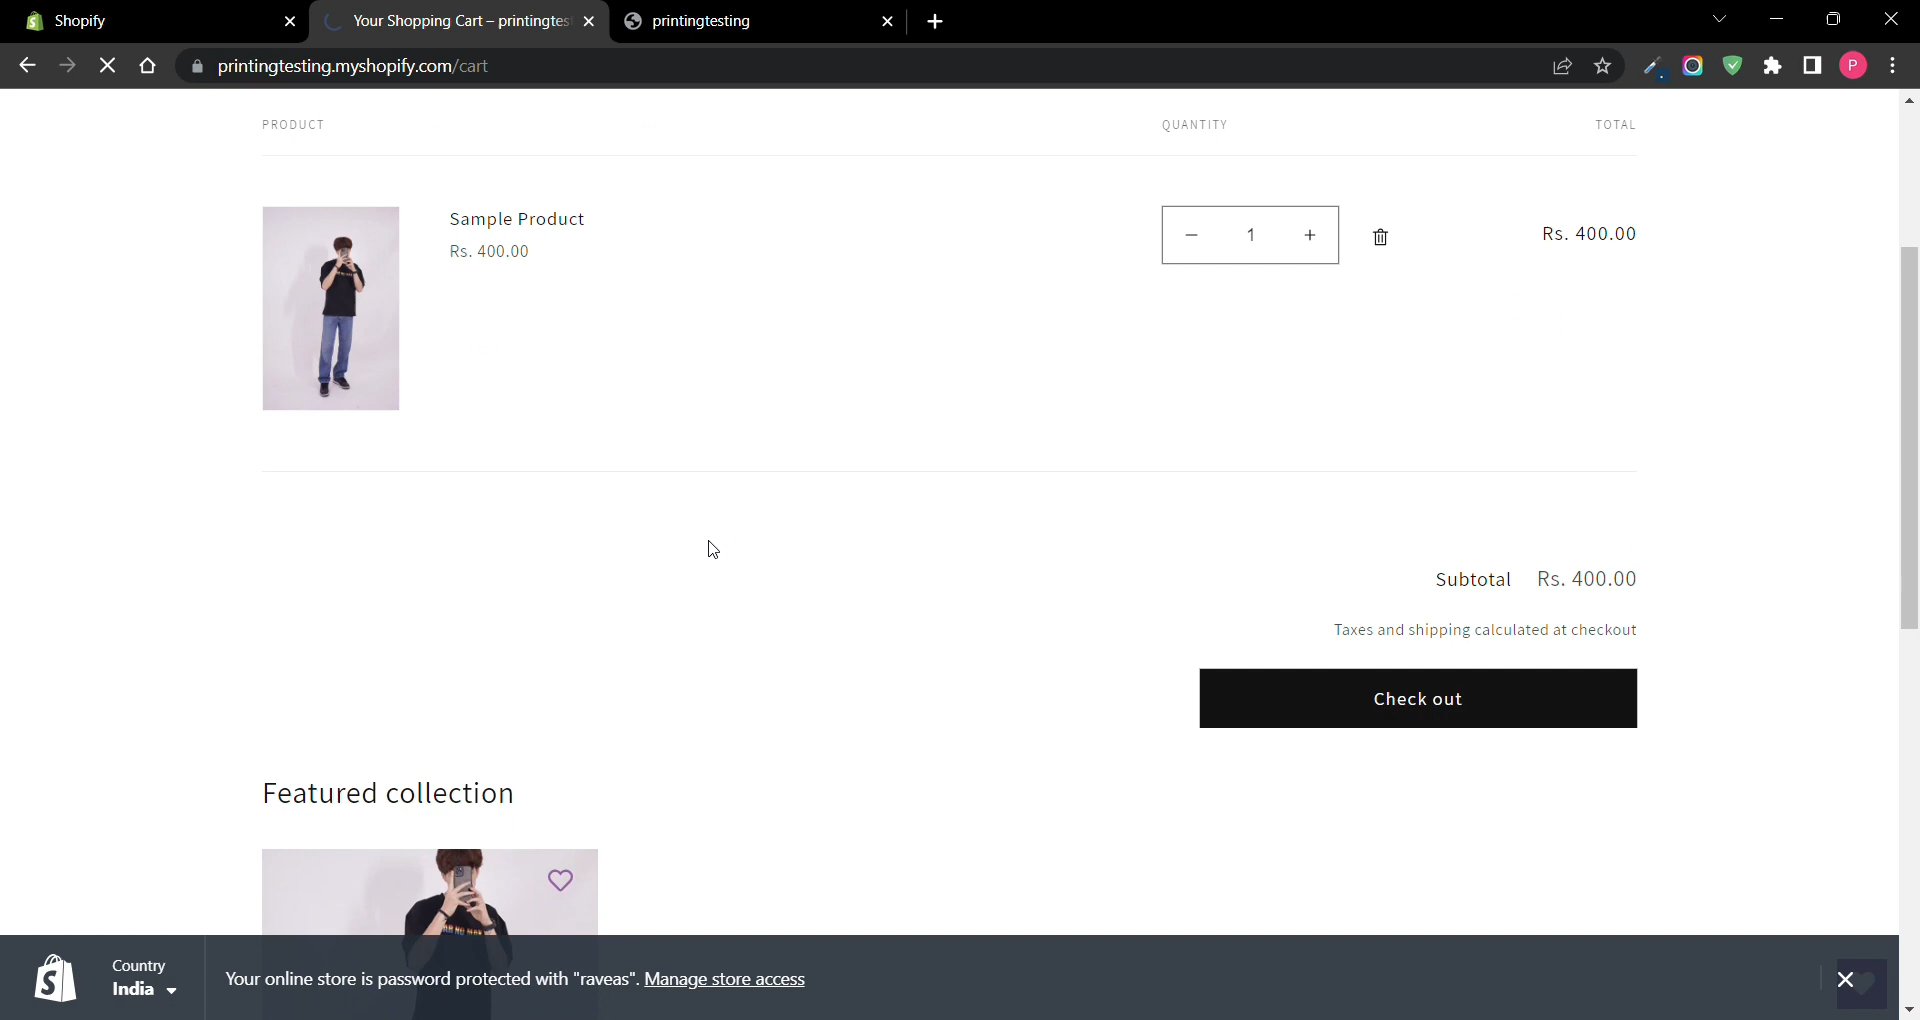 Shopify
Your Shopping Cart – printingtes
printingtesting
printingtesting.myshopify.com/cart
P
PRODUCT
QUANTITY
TOTAL
Sample Product
Rs. 400.00
1
Rs. 400.00
Subtotal Rs. 400.00
Taxes and shipping calculated at checkout
Check out
Featured collection
Country
India
Your online store is password protected with "raveas". Manage store access